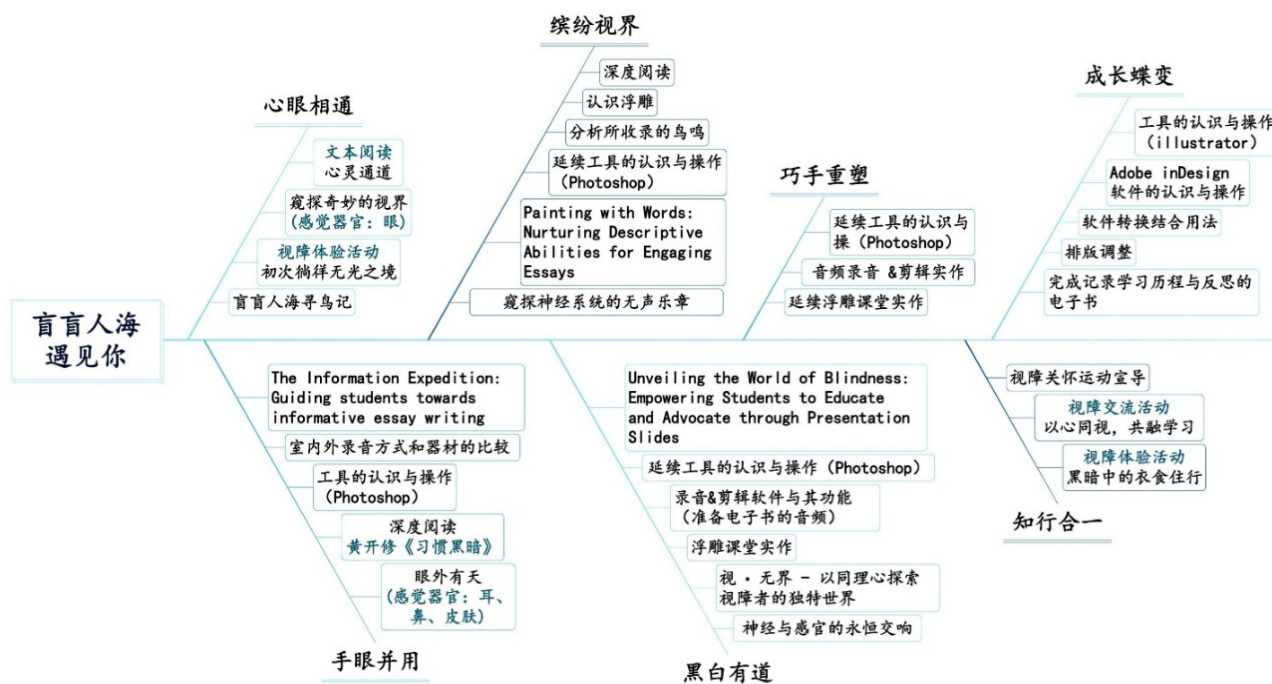 盲盲人海
遇见你
心眼相通
文本阅读
心灵通道
窥探奇妙的视界
(感觉器官：眼)
视障体验活动
初次徜徉无光之境
盲盲人海寻鸟记
手眼并用
The Information Expedition:
Guiding students towards
informative essay writing
室内外录音方式和器材的比较
工具的认识与操作
（Photoshop）
深度阅读
黄开修《习惯黑暗》
眼外有天
(感觉器官：耳、
鼻、皮肤)
缤纷视界
深度阅读
认识浮雕
分析所收录的鸟鸣
延续工具的认识与操作
（Photoshop）
Painting with Words:
Nurturing Descriptive
Abilities for Engaging
Essays
窥探神经系统的无声乐章
黑白有道
Unveiling the World of Blindness:
Empowering Students to Educate
and Advocate through Presentation
Slides
延续工具的认识与操作（Photoshop）
录音&剪辑软件与其功能
（准备电子书的音频）
浮雕课堂实作
视·无界 - 以同理心探索
视障者的独特世界
神经与感官的永恒交响
巧手重塑
延续工具的认识与
操（Photoshop）
音频录音 &剪辑实作
延续浮雕课堂实作
知行合一
视障关怀运动宣导
视障交流活动
以心同视，共融学习
视障体验活动
黑暗中的衣食住行
成长蝶变
工具的认识与操作
（illustrator）
Adobe inDesign
软件的认识与操作
软件转换结合用法
排版调整
完成记录学习历程与反思的
电子书